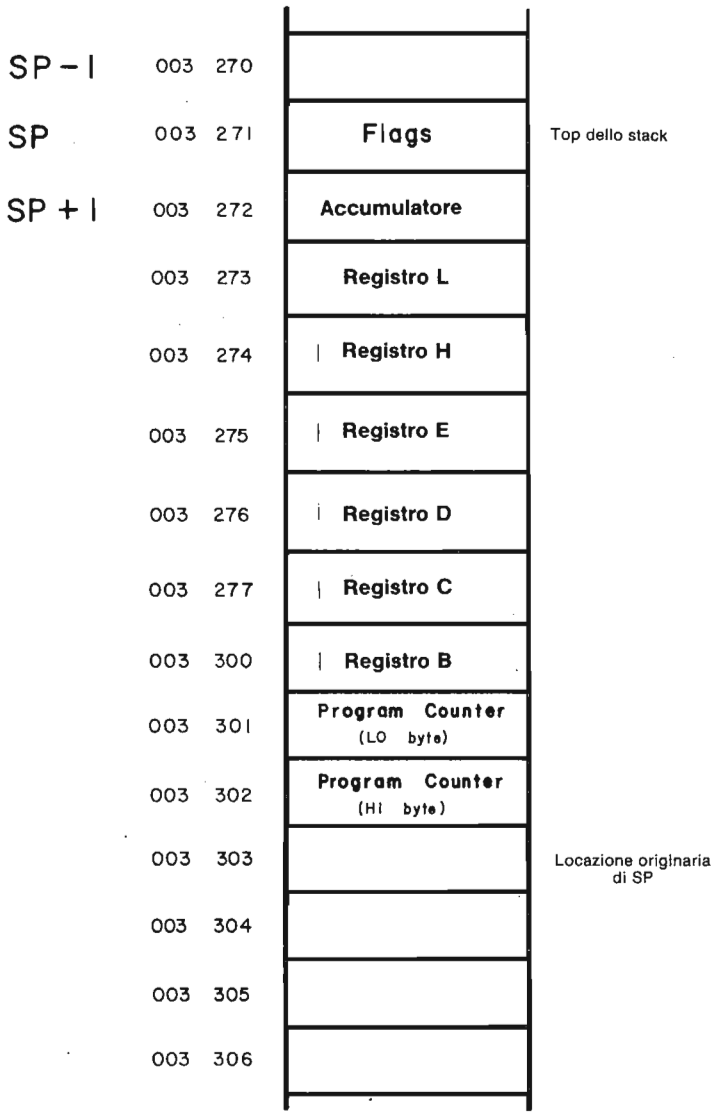 SP-1 003 270
SP 003 271 Flags Top dello stack
SP+1 003 272 Accumulatore
003 273 Registro L
003 274 Registro H
003 275 Registro E
003 276 Registro D
003 277 Registro C
003 300 Registro B
003 301 Program Counter
(LO byte)
003 302 Program Counter
(HI byte)
003 303 Locazione originaria
di SP
003 304
003 305
003 306